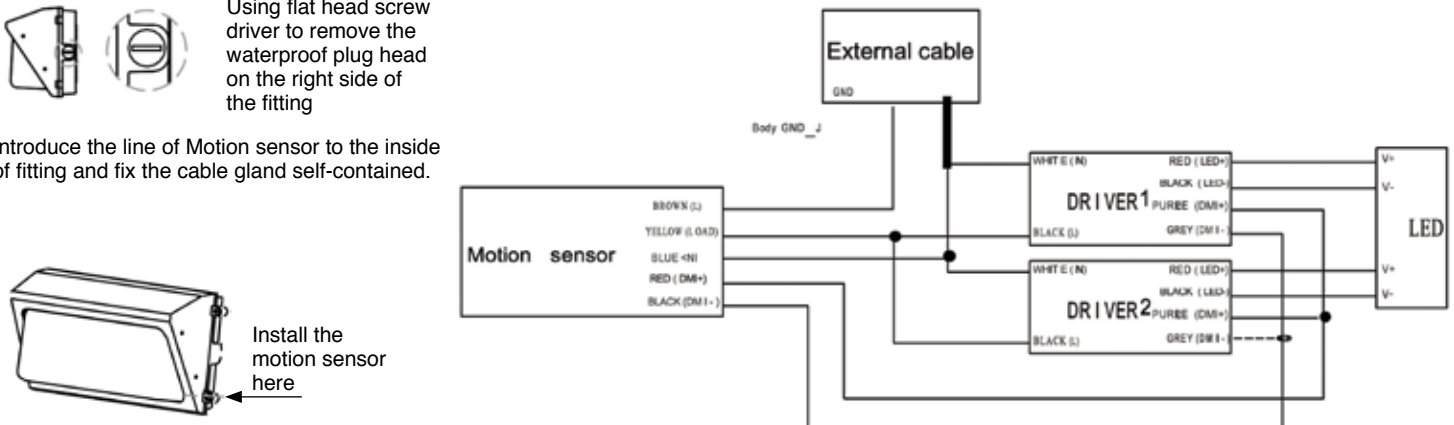 Using flat head screw
driver to remove the
waterproof plug head
on the right side of
the fitting
ntroduce the line of Motion sensor to the inside
of fitting and fix the cable gland self-contained.
Install the
motion sensor
here
External cable
GND
Body GND_J
Motion sensor
BROWN (L)
YELLOW (LOAD)
BLUE <NI
RED ( DMI+)
BLACK (DMI - )
WHITE (N)
RED ( LED+)
BLACK ( LED-)
DRIVER1
PUREE (DMI+)
BLACK (L)
GREY (DMI - )
WHITE (N)
RED ( LED+)
BLACK ( LED-)
DRIVER2
PUREE (DMI+)
BLACK (L)
GREY (DMI -
V+
V-
LED
V+
V-